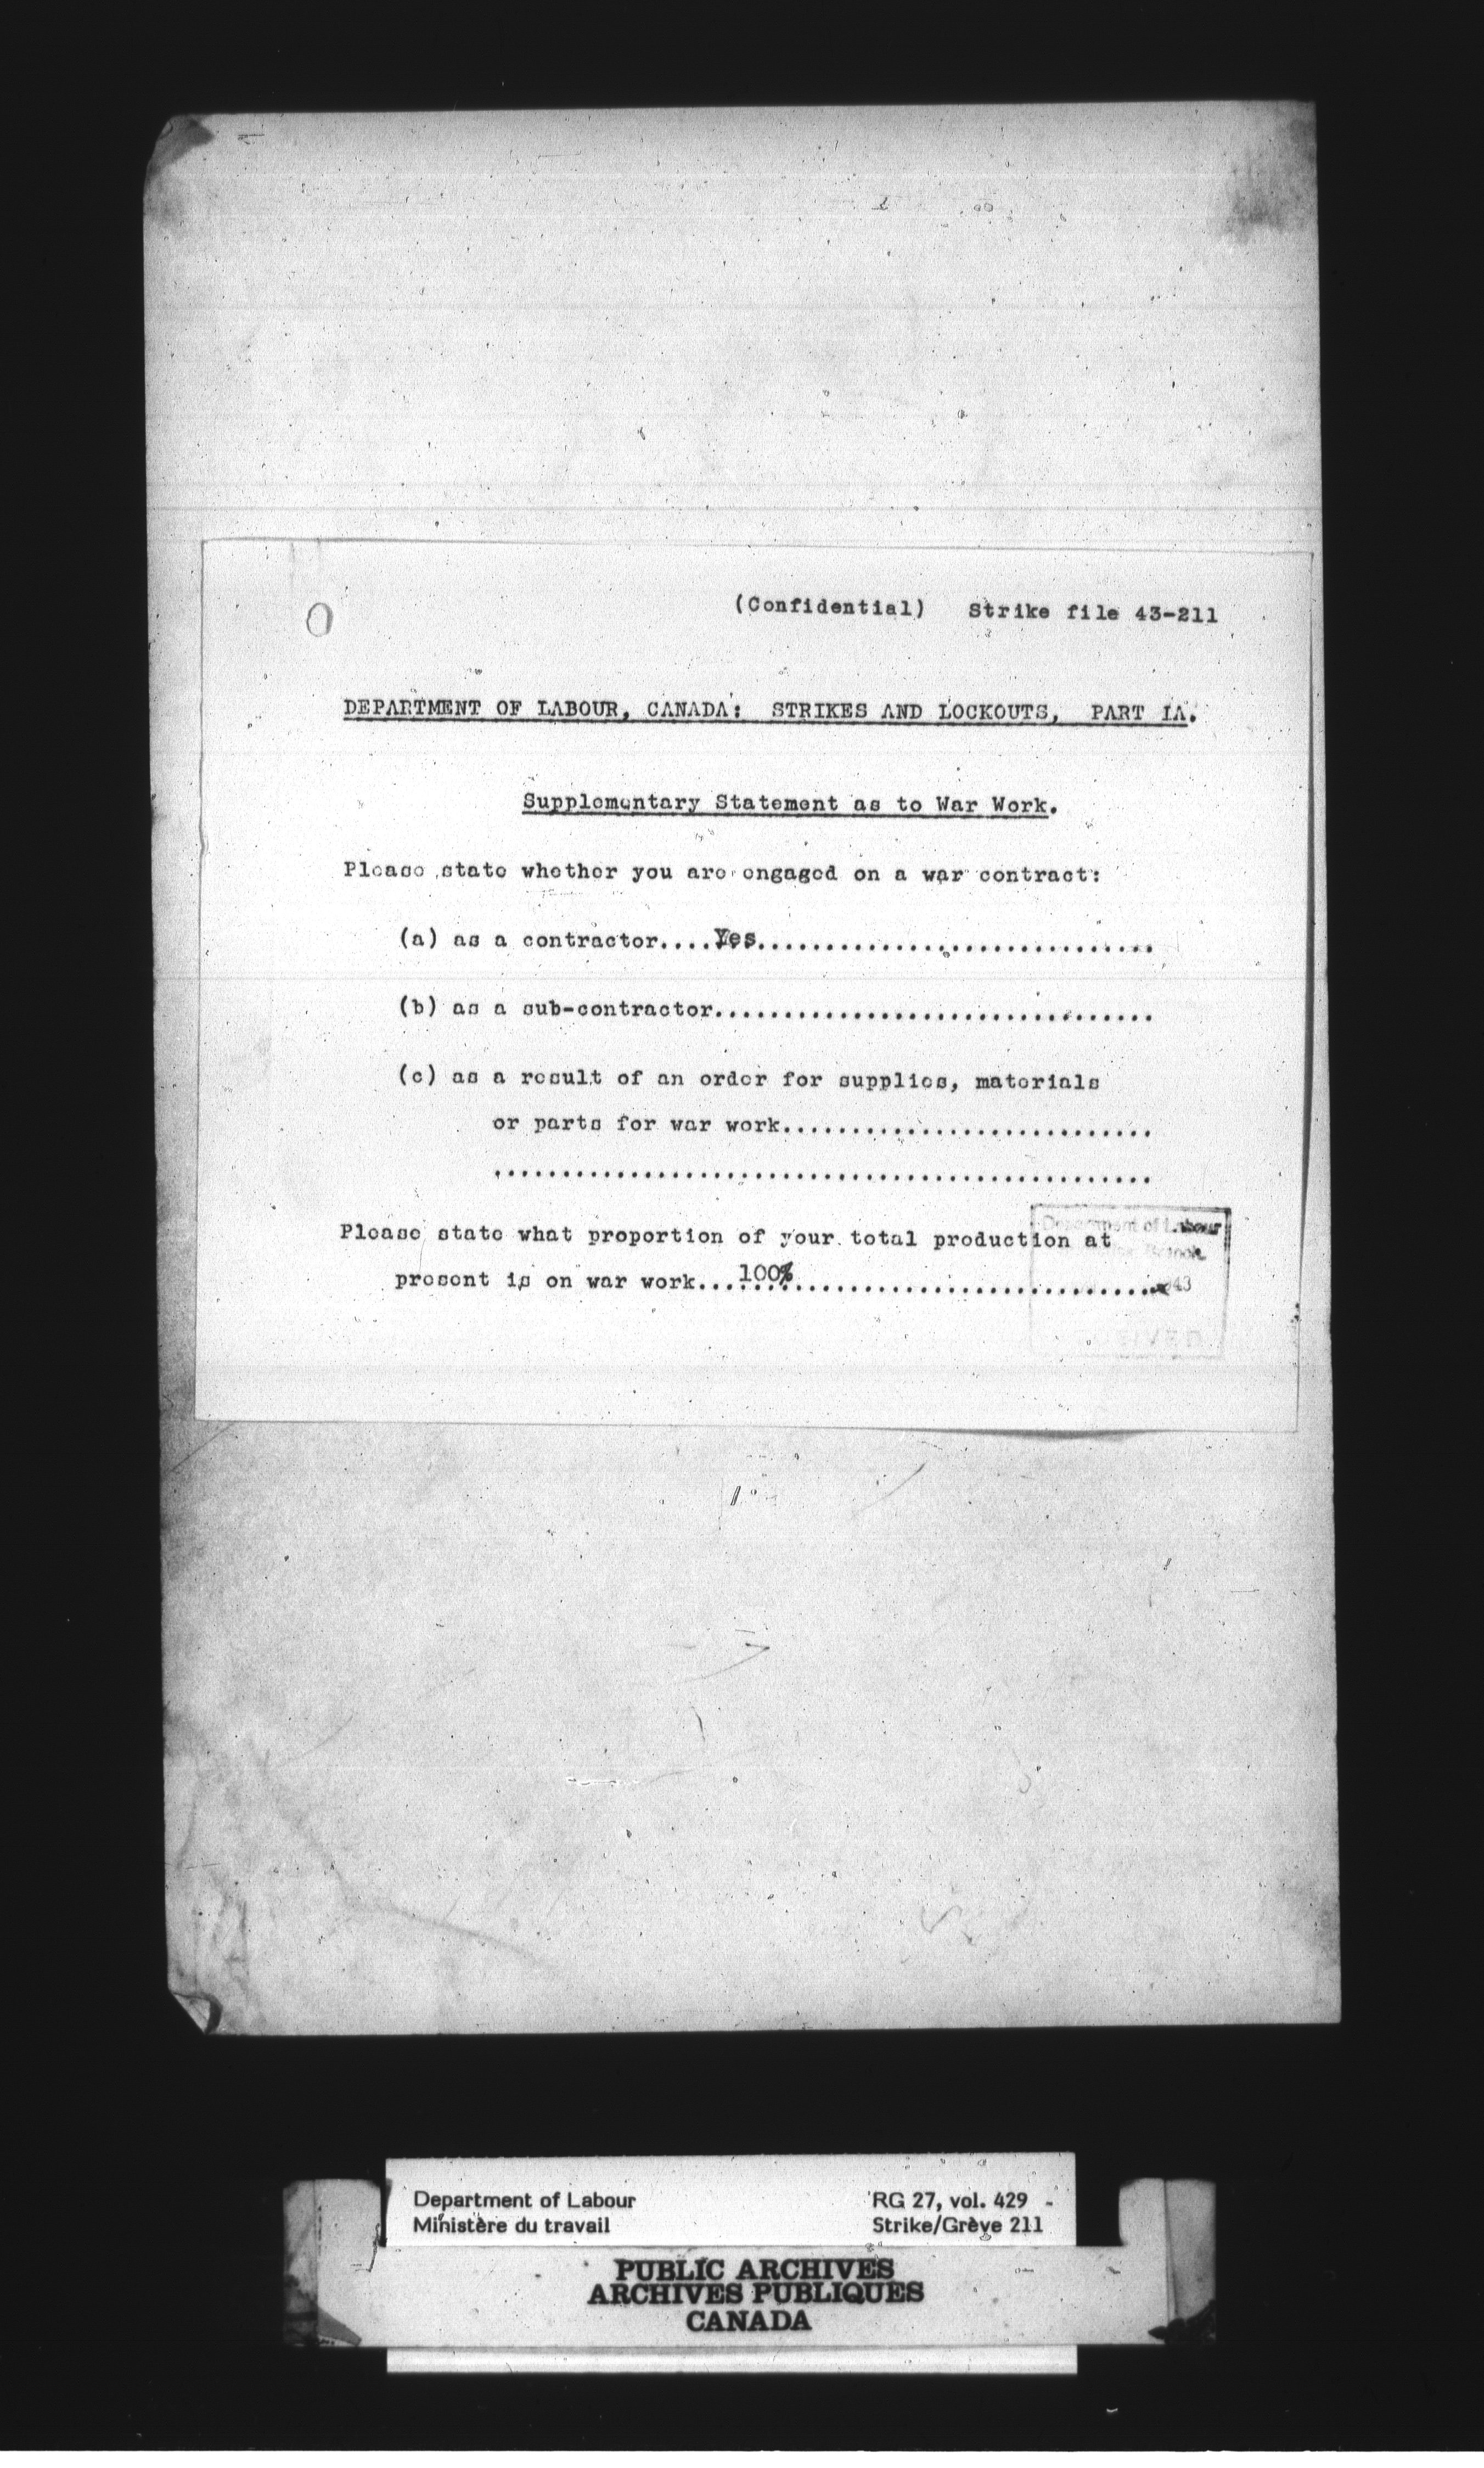 (Confidential) Strike file 43-211
DEPARTMENT OF LABOUR, CANADA: STRIKES AND LOCKOUTS, PART IA.
Supplementary Statement as to War Work.
Please state whether you are engaged on a war contract:
(a) as a contractor....Yes..............................
(b) as a sub-contractor................................
(c) as a result of an order for supplies, materials
or parts for war work...........................
................................................
Department of Labour
Please state what proportion of your total production at
present is on war work...100%...........................
Department of Labour RG 27, vol. 429
Ministère du travail Strike/Grève 211
PUBLIC ARCHIVES
ARCHIVES PUBLIQUES
CANADA